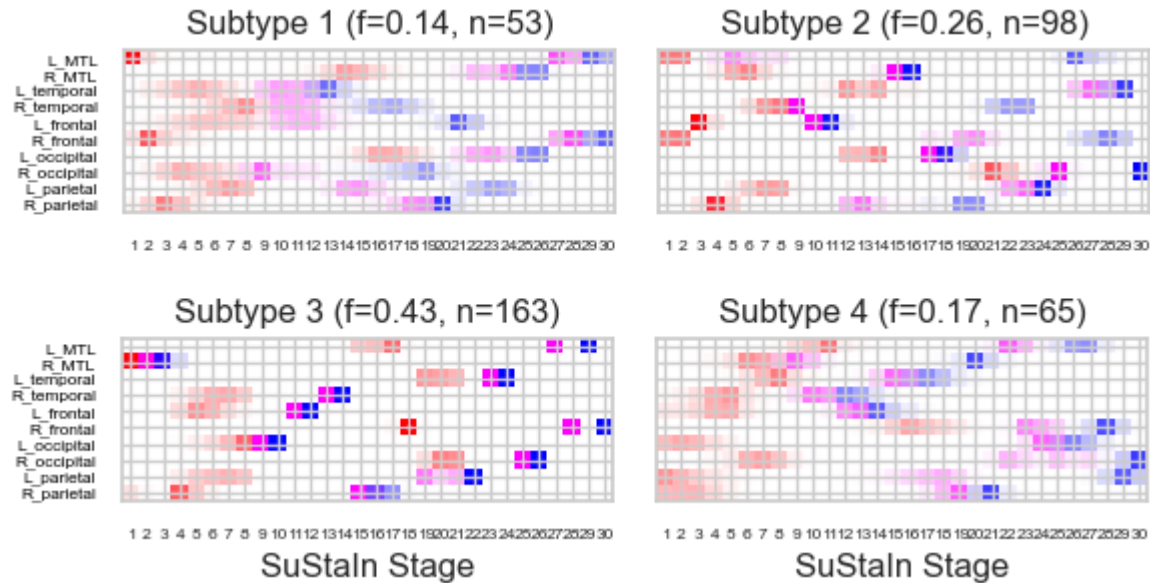 Subtype 1 (f=0.14, n=53)
Subtype 2 (f=0.26, n=98)
L_MTL
R_MTL
L_temporal
R_temporal
L_frontal
R_frontal
L_occipital
R_occipital
L_parietal
R_parietal
1 2 3 4 5 6 7 8 9 10 11 12 13 14 15 16 17 18 19 20 21 22 23 24 25 26 27 28 29 30
1 2 3 4 5 6 7 8 9 10 11 12 13 14 15 16 17 18 19 20 21 22 23 24 25 26 27 28 29 30
Subtype 3 (f=0.43, n=163)
Subtype 4 (f=0.17, n=65)
L_MTL
R_MTL
L_temporal
R_temporal
L_frontal
R_frontal
L_occipital
R_occipital
L_parietal
R_parietal
1 2 3 4 5 6 7 8 9 10 11 12 13 14 15 16 17 18 19 20 21 22 23 24 25 26 27 28 29 30
1 2 3 4 5 6 7 8 9 10 11 12 13 14 15 16 17 18 19 20 21 22 23 24 25 26 27 28 29 30
SuStaIn Stage
SuStaIn Stage